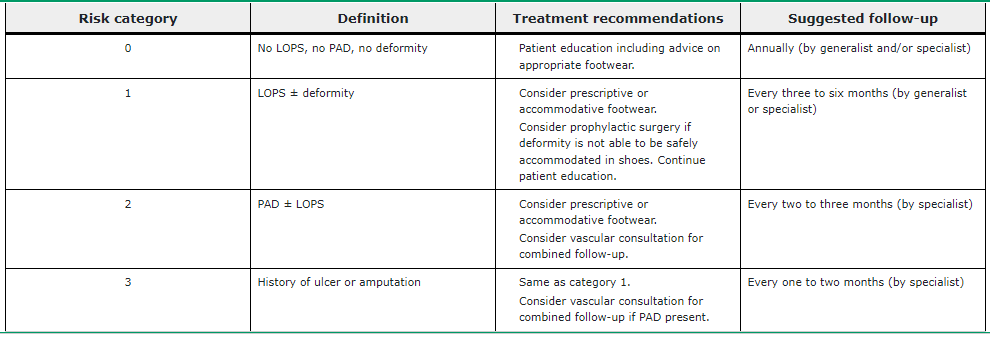 Risk category Definition Treatment recommendations Suggested follow-up
0 No LOPS, no PAD, no deformity Patient education including advice on Annually (by generalist and/or specialist)
appropriate footwear.
1 LOPS ± deformity Consider prescriptive or Every three to six months (by generalist
accommodative footwear. or specialist)
Consider prophylactic surgery if
deformity is not able to be safely
accommodated in shoes. Continue
patient education.
2 PAD ± LOPS Consider prescriptive or Every two to three months (by specialist)
accommodative footwear.
Consider vascular consultation for
combined follow-up.
3 History of ulcer or amputation Same as category 1. Every one to two months (by specialist)
Consider vascular consultation for
combined follow-up if PAD present.